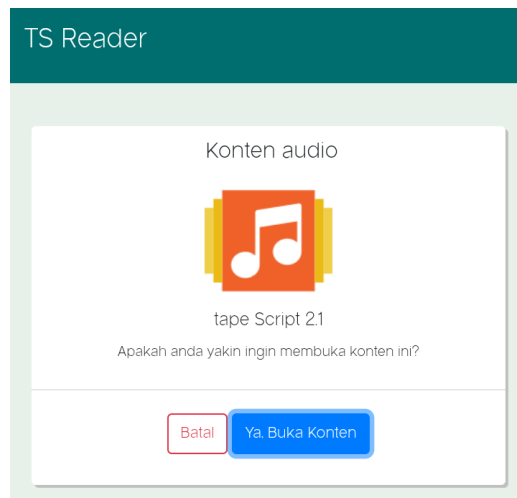 TS Reader
Konten audio
tape Script 2.1
Apakah anda yakin ingin membuka konten ini?
Batal
Ya, Buka Konten